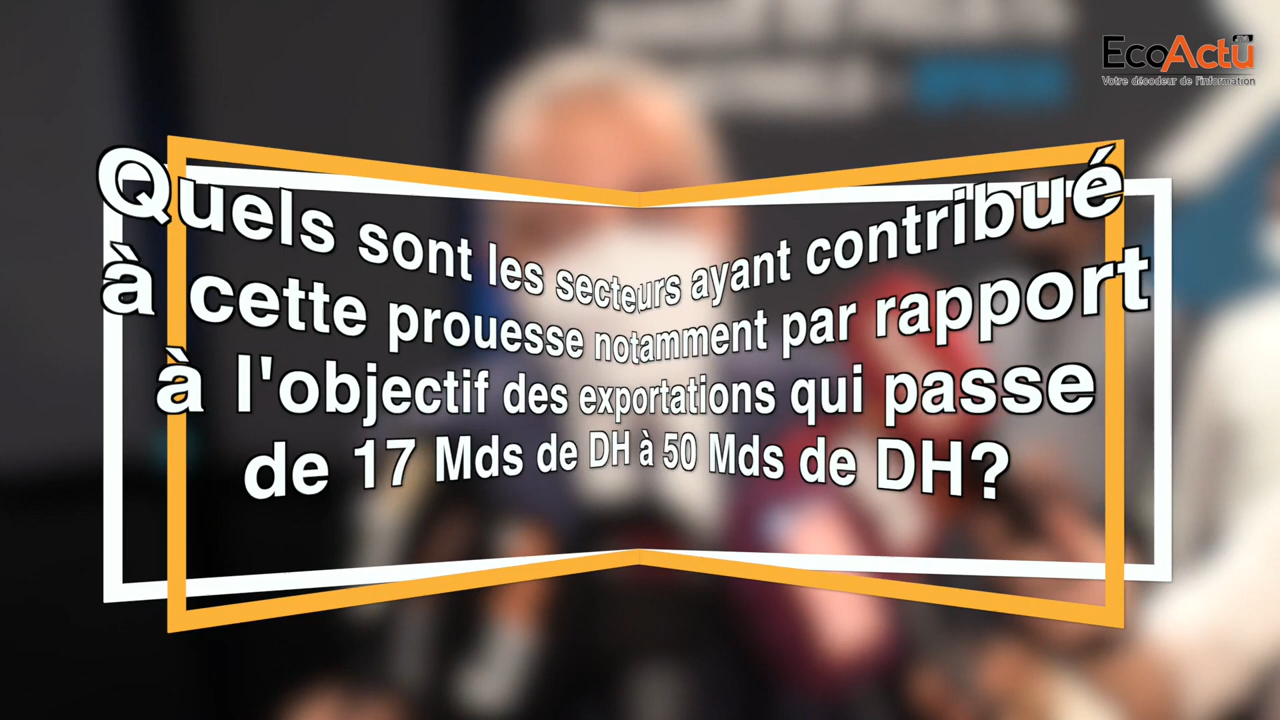 EcoActu
Votre décodeur de l'information
Quels sont les secteurs ayant contribué
à cette prouesse notamment par rapport
à l'objectif des exportations qui passe
de 17 Mds de DH à 50 Mds de DH?